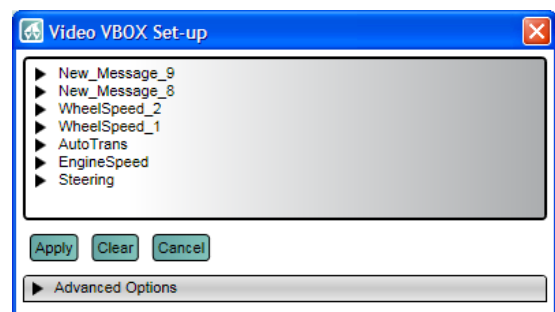 Video VBOX Set-up
New_Message_9
New_Message_8
WheelSpeed_2
WheelSpeed_1
AutoTrans
EngineSpeed
Steering
Apply Clear Cancel
Advanced Options